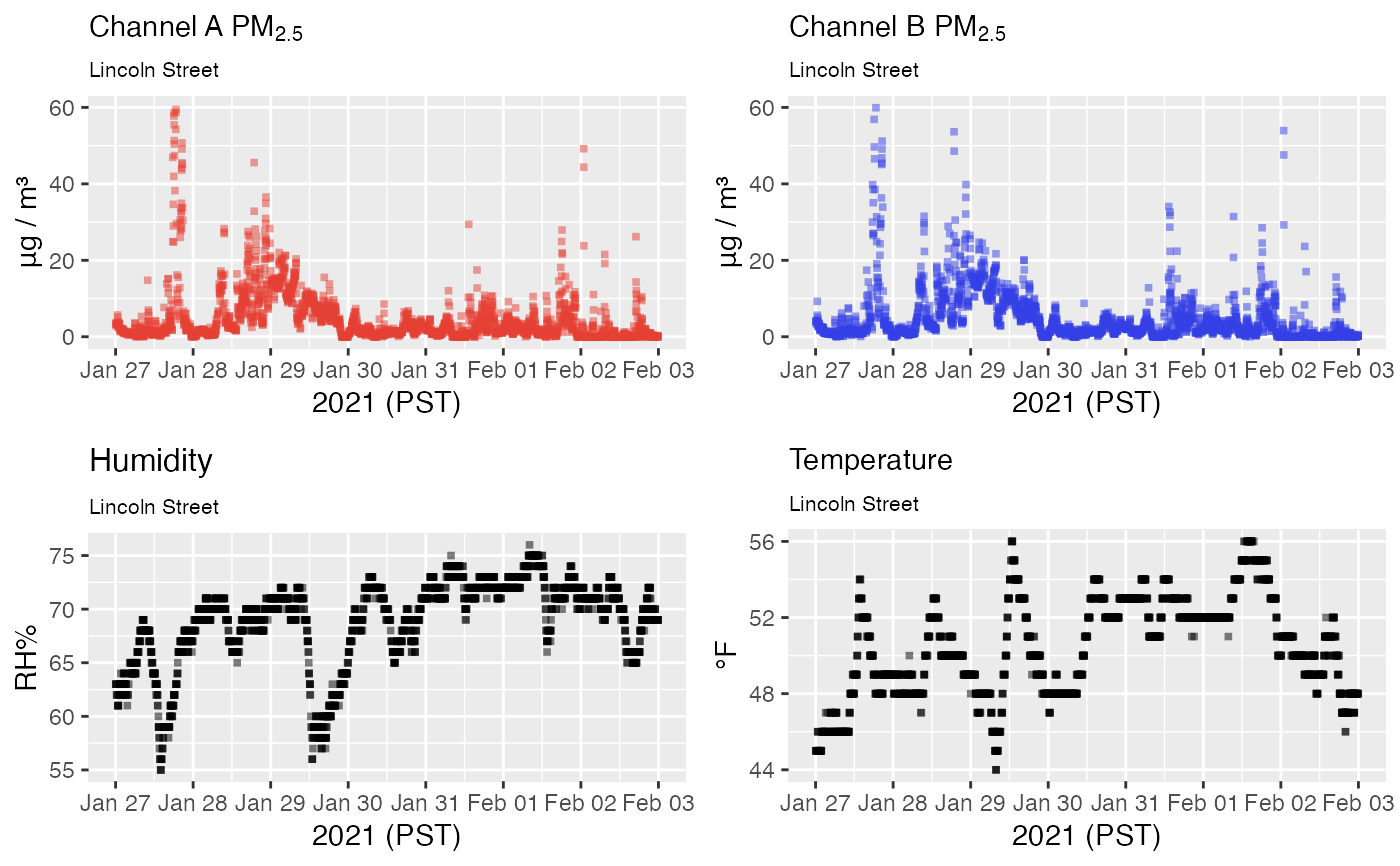 Channel A PM2.5
Lincoln Street
µg / m³
60
40
20
0
Jan 27 Jan 28 Jan 29 Jan 30 Jan 31 Feb 01 Feb 02 Feb 03
2021 (PST)
Channel B PM2.5
Lincoln Street
µg / m³
60
40
20
0
Jan 27 Jan 28 Jan 29 Jan 30 Jan 31 Feb 01 Feb 02 Feb 03
2021 (PST)
Humidity
Lincoln Street
RH%
75
70
65
60
55
Jan 27 Jan 28 Jan 29 Jan 30 Jan 31 Feb 01 Feb 02 Feb 03
2021 (PST)
Temperature
Lincoln Street
°F
56
52
48
44
Jan 27 Jan 28 Jan 29 Jan 30 Jan 31 Feb 01 Feb 02 Feb 03
2021 (PST)